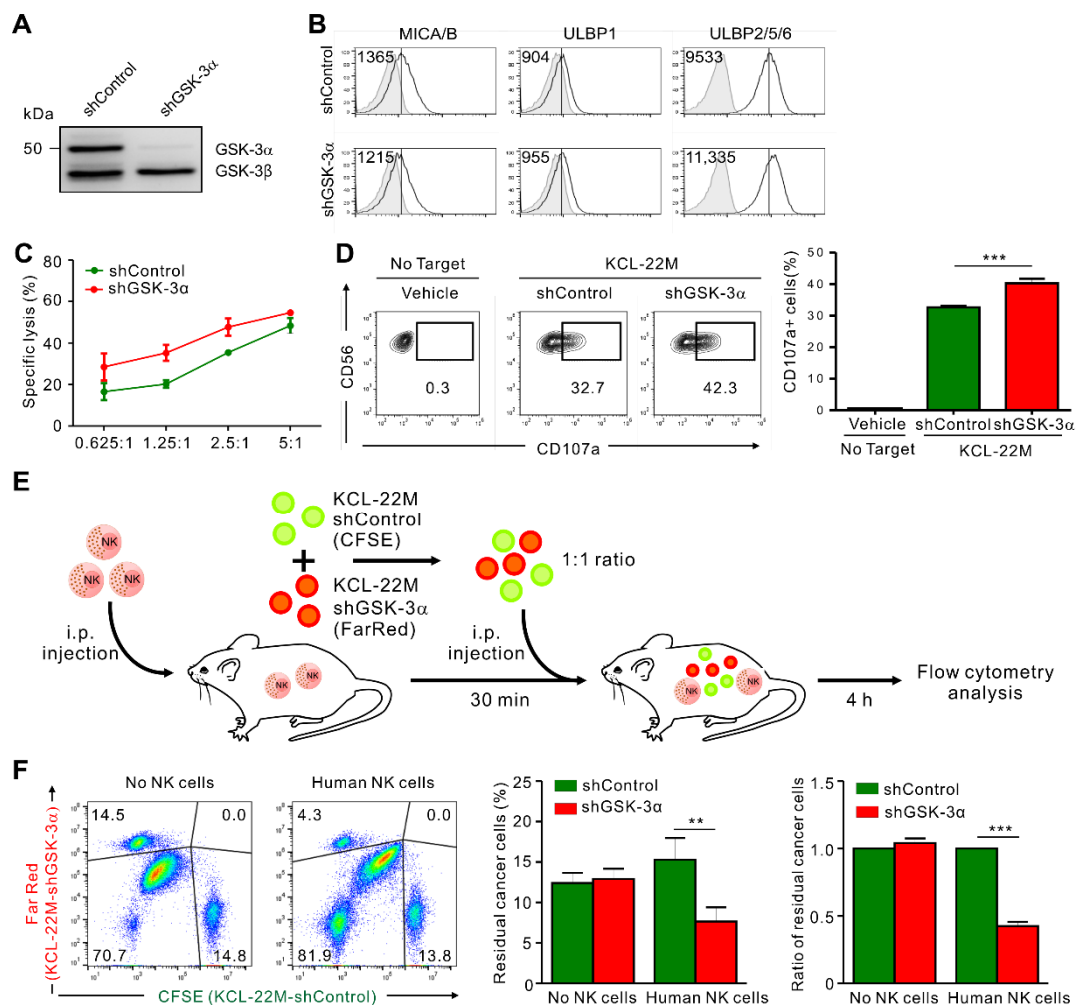 A
shControl
shGSK-3α
kDa
50
GSK-3α
GSK-3β
B
MICA/B
ULBP1
ULBP2/5/6
shControl
1365
904
9533
shGSK-3α
1215
955
11,335
C
Specific lysis (%)
80
60
40
20
0
shControl
shGSK-3α
0.625:1
1.25:1
2.5:1
5:1
D
No Target
KCL-22M
Vehicle
shControl
shGSK-3α
CD56
0.3
32.7
42.3
CD107a
CD107a+ cells(%)
50
40
30
20
10
0
***
Vehicle
shControl
shGSK-3α
No Target
KCL-22M
E
NK
NK
NK
i.p.
injection
KCL-22M
shControl
(CFSE)
+
KCL-22M
shGSK-3α
(FarRed)
1:1 ratio
i.p.
injection
NK
NK
30 min
NK
NK
4 h
Flow cytometry
analysis
F
No NK cells
Human NK cells
Far Red
(KCL-22M-shGSK-3α)
14.5
0.0
70.7
14.8
4.3
0.0
81.9
13.8
CFSE (KCL-22M-shControl)
Residual cancer cells (%)
25
20
15
10
5
0
shControl
shGSK-3α
**
No NK cells
Human NK cells
Ratio of residual cancer cells
1.5
1.0
0.5
0
shControl
shGSK-3α
***
No NK cells
Human NK cells